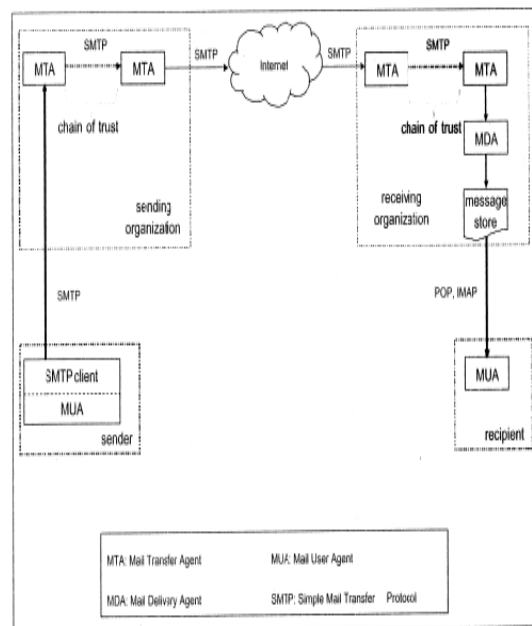 SMTP
MTA
MTA
SMTP
Internet
SMTP
MTA
SMTP
MTA
chain of trust
chain of trust
MDA
sending
organization
receiving
organization
message
store
SMTP
POP, IMAP
SMTP client
MUA
sender
MUA
recipient
MTA: Mail Transfer Agent
MUA: Mail User Agent
MDA: Mail Delivary Agent
SMTP: Simple Mail Transfer Protocol